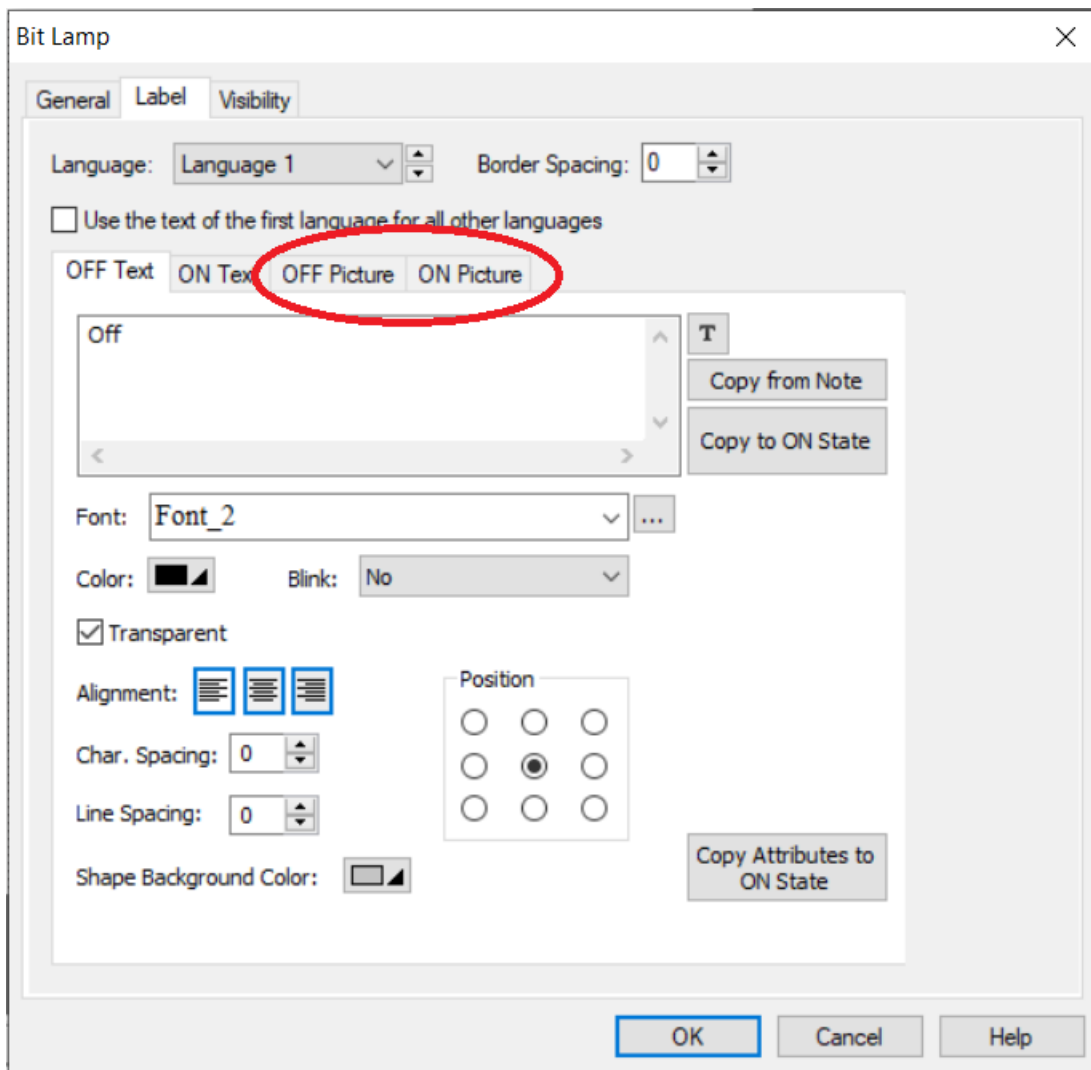 Bit Lamp
General Label Visibility
Language: Language 1 Border Spacing: 0
Use the text of the first language for all other languages
OFF Text ON Text OFF Picture ON Picture
Off
T
Copy from Note
Copy to ON State
Font: Font_2 ...
Color: Blink: No
Transparent
Alignment: Position
Char. Spacing: 0
Line Spacing: 0
Shape Background Color:
Copy Attributes to
ON State
OK Cancel Help